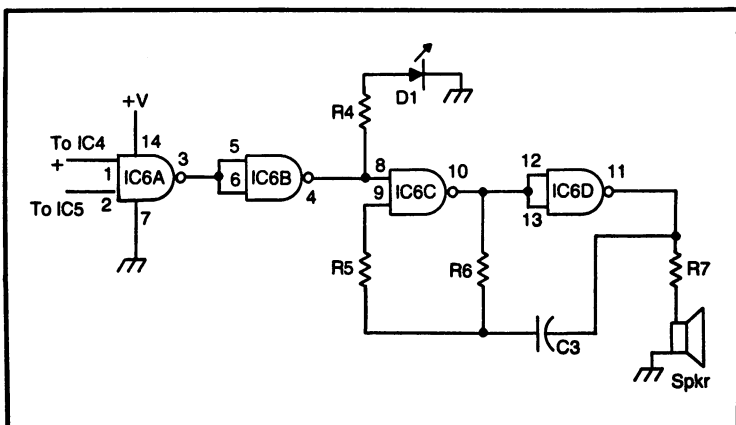 D1
R4
+V
To IC4
14
+
1
IC6A
3
2
To IC5
7
5
6
IC6B
4
8
9
IC6C
10
12
13
IC6D
11
R5
R6
R7
C3
Spkr